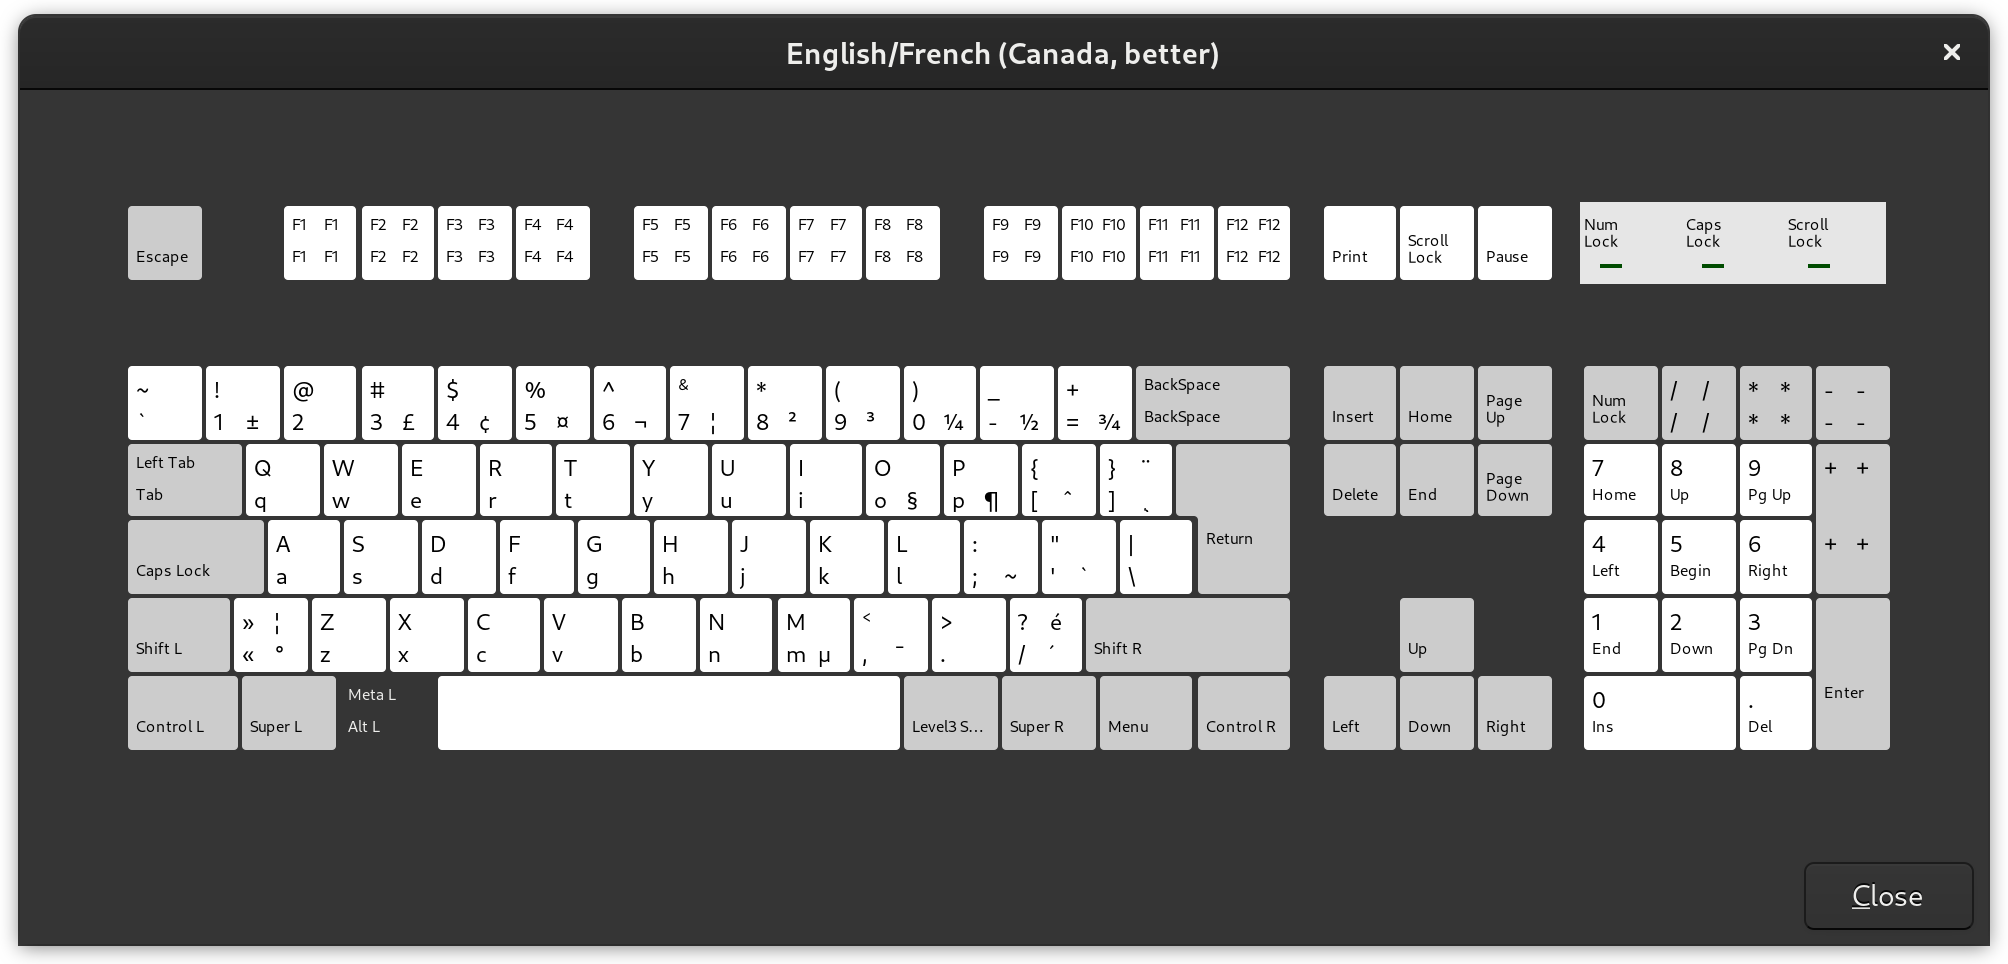 English/French (Canada, better)
Escape
F1 F1
F1 F1
F2 F2
F2 F2
F3 F3
F3 F3
F4 F4
F4 F4
F5 F5
F5 F5
F6 F6
F6 F6
F7 F7
F7 F7
F8 F8
F8 F8
F9 F9
F9 F9
F10 F10
F10 F10
F11 F11
F11 F11
F12 F12
F12 F12
Print
Scroll
Lock
Pause
Num
Lock
Caps
Lock
Scroll
Lock
~
`
!
1 ±
@
2
#
3 £
$
4 ¢
%
5 ¤
^
6 ¬
&
7 ¦
*
8 ²
(
9 ³
)
0 ¼
_
- ½
+
= ¾
BackSpace
BackSpace
Insert
Home
Page
Up
Num
Lock
/ /
/ /
* *
* *
- -
- -
Left Tab
Tab
Q
q
W
w
E
e
R
r
T
t
Y
y
U
u
I
i
O
o §
P
p ¶
{
[ ^
} ¨
] ˛
Return
Delete
End
Page
Down
7
Home
8
Up
9
Pg Up
+ +
+ +
Caps Lock
A
a
S
s
D
d
F
f
G
g
H
h
J
j
K
k
L
l
:
; ~
"
' `
|
\
4
Left
5
Begin
6
Right
Shift L
» ¦
« °
Z
z
X
x
C
c
V
v
B
b
N
n
M
m µ
<
, ¯
>
.
? é
/ ´
Shift R
Up
1
End
2
Down
3
Pg Dn
Enter
Control L
Super L
Meta L
Alt L
Level3 S...
Super R
Menu
Control R
Left
Down
Right
0
Ins
.
Del
Close